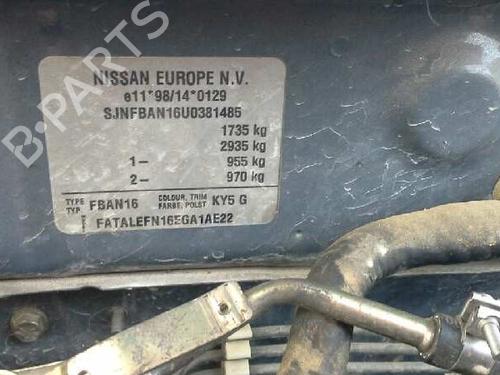 NISSAN EUROPE N.V.
e11*98/14*0129
SJNFBAN16U0381485
1735 kg
2935 kg
1- 955 kg
2- 970 kg
TYPE TYP FBAN16 COLOUR, TRIM FARBE, POLST KY5 G
FATALEFN16EGA1AE22
B-PARTS